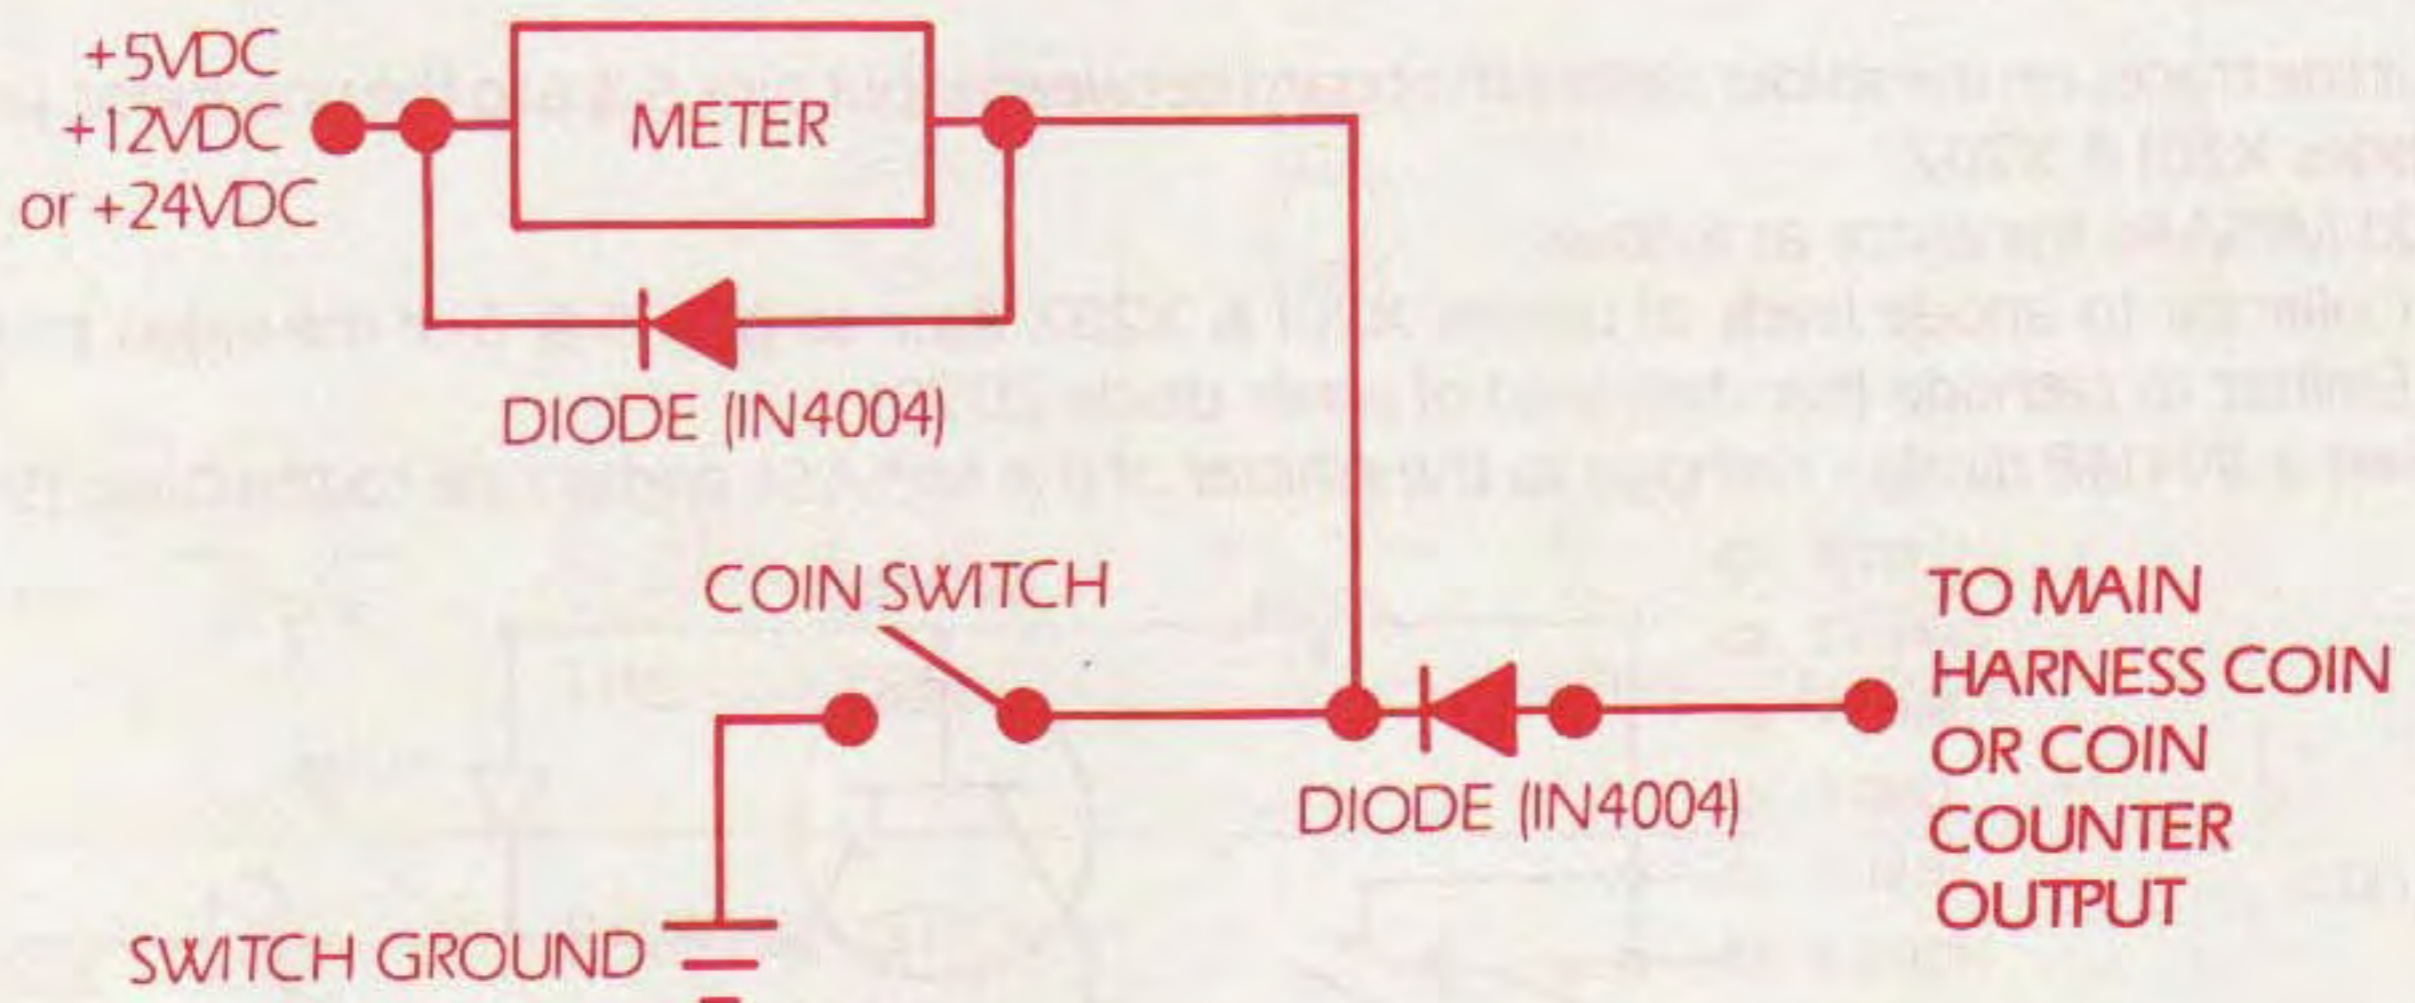 +5VDC
+12VDC
or +24VDC
METER
DIODE (IN4004)
COIN SWITCH
TO MAIN
HARNESS COIN
OR COIN
COUNTER
OUTPUT
DIODE (IN4004)
SWITCH GROUND